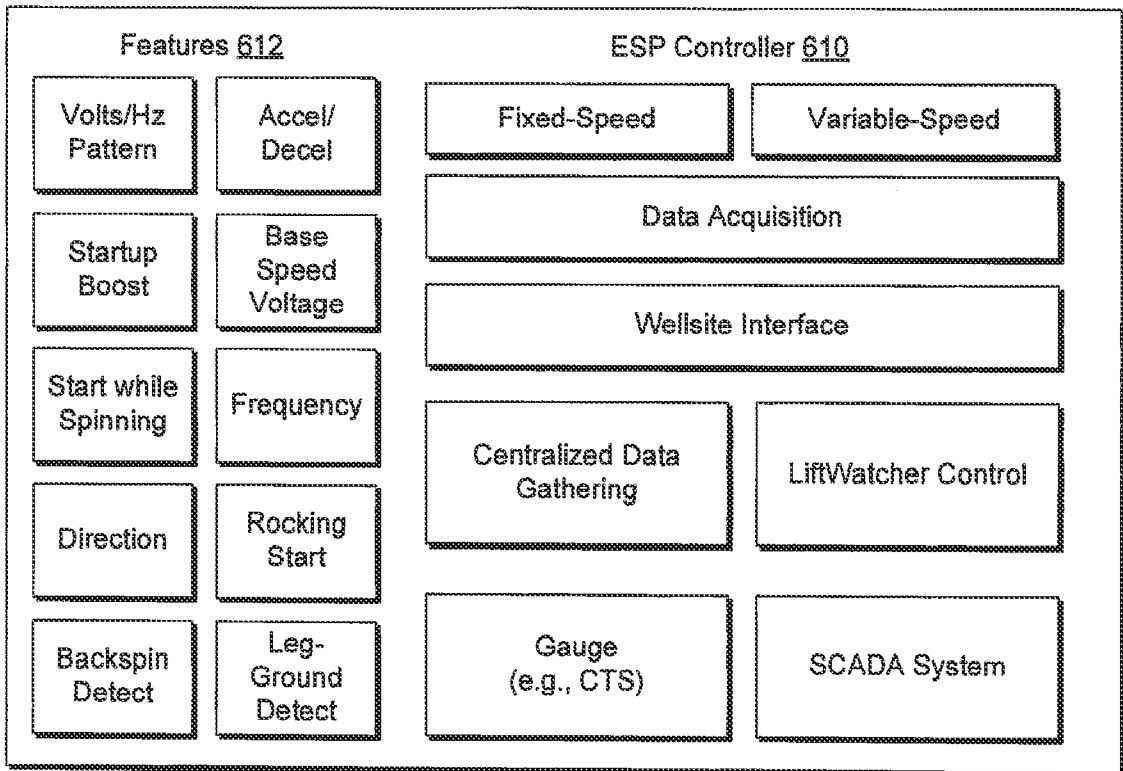 Features 612
Volts/Hz
Pattern
Accel/
Decel
Startup
Boost
Base
Speed
Voltage
Start while
Spinning
Frequency
Direction
Rocking
Start
Backspin
Detect
Leg-
Ground
Detect
ESP Controller 610
Fixed-Speed
Variable-Speed
Data Acquisition
Wellsite Interface
Centralized Data
Gathering
LiftWatcher Control
Gauge
(e.g., CTS)
SCADA System